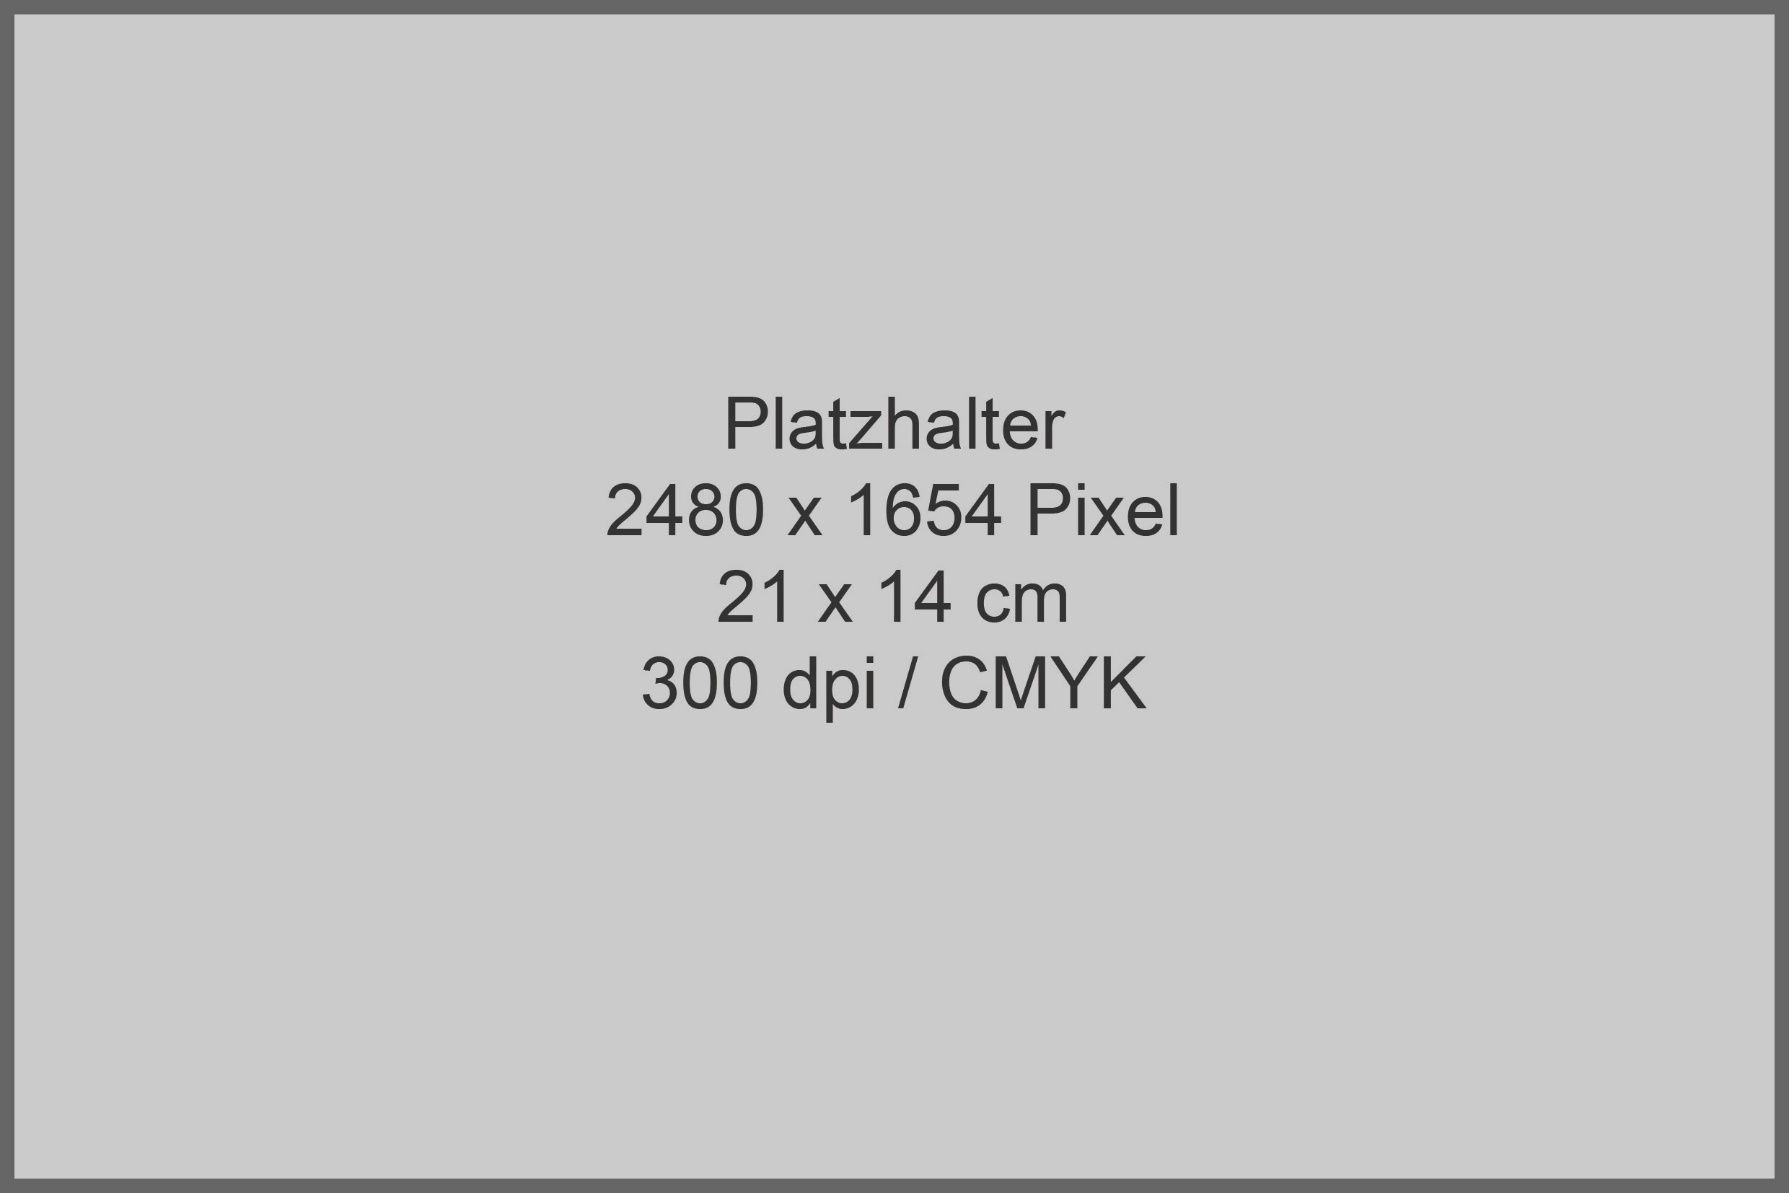 Platzhalter
2480 x 1654 Pixel
21 x 14 cm
300 dpi / CMYK